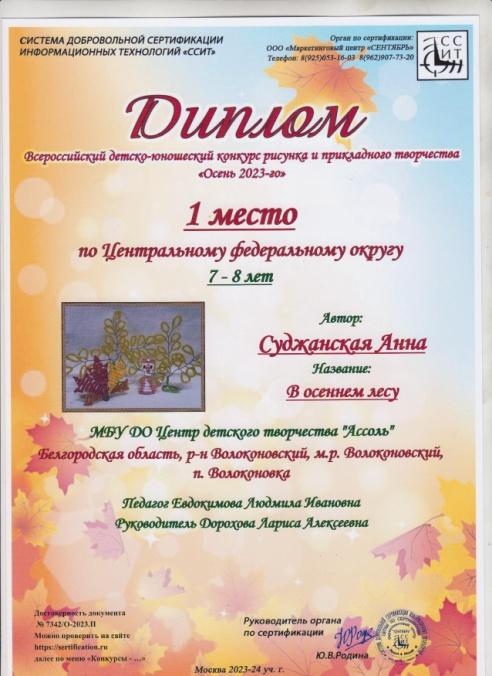 СИСТЕМА ДОБРОВОЛЬНОЙ СЕРТИФИКАЦИИ
ИНФОРМАЦИОННЫХ ТЕХНОЛОГИЙ «ССИТ»
Орган по сертификации:
ООО «Маркетинговый центр «СЕНТЯБРЬ»
Телефон: 8(925)053-16-03 8(962)907-73-20
СС
ИТ
Диплом
Всероссийский детско-юношеский конкурс рисунка и прикладного творчества
«Осень 2023-го»
1 место
по Центральному федеральному округу
7 - 8 лет
Автор:
Суджанская Анна
Название:
В осеннем лесу
МБУ ДО Центр детского творчества "Ассоль"
Белгородская область, р-н Волоконовский, м.р. Волоконовский,
п. Волоконовка
Педагог Евдокимова Людмила Ивановна
Руководитель Дорохова Лариса Алексеевна
Достоверность документа
№ 7342/О-2023.П
Можно проверить на сайте
https://sertification.ru
далее по меню «Конкурсы - ...»
Руководитель органа
по сертификации
Ю.В.Родина
Москва 2023-24 уч. г.